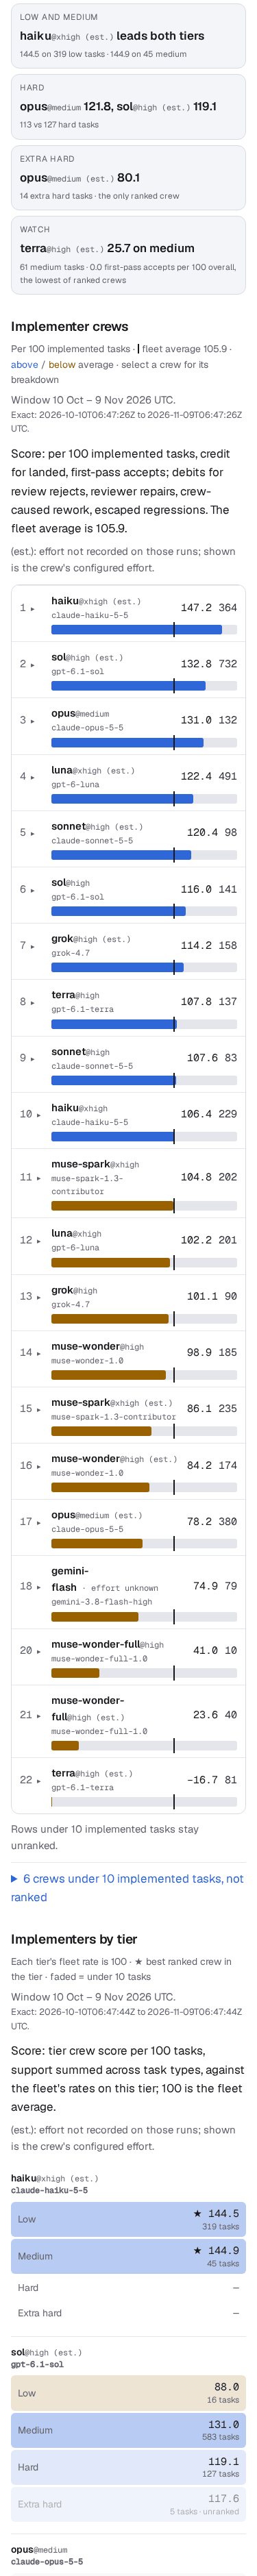 LOW AND MEDIUM
haiku@xhigh (est.) leads both tiers
144.5 on 319 low tasks · 144.9 on 45 medium
HARD
opus@medium 121.8, sol@high (est.) 119.1
113 vs 127 hard tasks
EXTRA HARD
opus@medium (est.) 80.1
14 extra hard tasks · the only ranked crew
WATCH
terra@high (est.) 25.7 on medium
61 medium tasks · 0.0 first-pass accepts per 100 overall,
the lowest of ranked crews
Implementer crews
Per 100 implemented tasks · | fleet average 105.9 ·
above / below average · select a crew for its
breakdown
Window 10 Oct – 9 Nov 2026 UTC.
Exact: 2026-10-10T06:47:26Z to 2026-11-09T06:47:26Z
UTC.
Score: per 100 implemented tasks, credit
for landed, first-pass accepts; debits for
review rejects, reviewer repairs, crew-
caused rework, escaped regressions. The
fleet average is 105.9.
(est.): effort not recorded on those runs; shown
is the crew's configured effort.
1 ▸ haiku@xhigh (est.) 147.2 364
claude-haiku-5-5
2 ▸ sol@high (est.) 132.8 732
gpt-6.1-sol
3 ▸ opus@medium 131.0 132
claude-opus-5-5
4 ▸ luna@xhigh (est.) 122.4 491
gpt-6-luna
5 ▸ sonnet@high (est.) 120.4 98
claude-sonnet-5-5
6 ▸ sol@high 116.0 141
gpt-6.1-sol
7 ▸ grok@high (est.) 114.2 158
grok-4.7
8 ▸ terra@high 107.8 137
gpt-6.1-terra
9 ▸ sonnet@high 107.6 83
claude-sonnet-5-5
10 ▸ haiku@xhigh 106.4 229
claude-haiku-5-5
11 ▸ muse-spark@xhigh 104.8 202
muse-spark-1.3-
contributor
12 ▸ luna@xhigh 102.2 201
gpt-6-luna
13 ▸ grok@high 101.1 90
grok-4.7
14 ▸ muse-wonder@high 98.9 185
muse-wonder-1.0
15 ▸ muse-spark@xhigh (est.) 86.1 235
muse-spark-1.3-contributor
16 ▸ muse-wonder@high (est.) 84.2 174
muse-wonder-1.0
17 ▸ opus@medium (est.) 78.2 380
claude-opus-5-5
18 ▸ gemini-
flash · effort unknown 74.9 79
gemini-3.8-flash-high
20 ▸ muse-wonder-full@high 41.0 10
muse-wonder-full-1.0
21 ▸ muse-wonder-
full@high (est.) 23.6 40
muse-wonder-full-1.0
22 ▸ terra@high (est.) −16.7 81
gpt-6.1-terra
Rows under 10 implemented tasks stay
unranked.
▶ 6 crews under 10 implemented tasks, not
ranked
Implementers by tier
Each tier's fleet rate is 100 · ★ best ranked crew in
the tier · faded = under 10 tasks
Window 10 Oct – 9 Nov 2026 UTC.
Exact: 2026-10-10T06:47:44Z to 2026-11-09T06:47:44Z
UTC.
Score: tier crew score per 100 tasks,
support summed across task types, against
the fleet's rates on this tier; 100 is the fleet
average.
(est.): effort not recorded on those runs; shown
is the crew's configured effort.
haiku@xhigh (est.)
claude-haiku-5-5
Low ★ 144.5
319 tasks
Medium ★ 144.9
45 tasks
Hard –
Extra hard –
sol@high (est.)
gpt-6.1-sol
Low 88.0
16 tasks
Medium 131.0
583 tasks
Hard 119.1
127 tasks
Extra hard 117.6
5 tasks · unranked
opus@medium
claude-opus-5-5